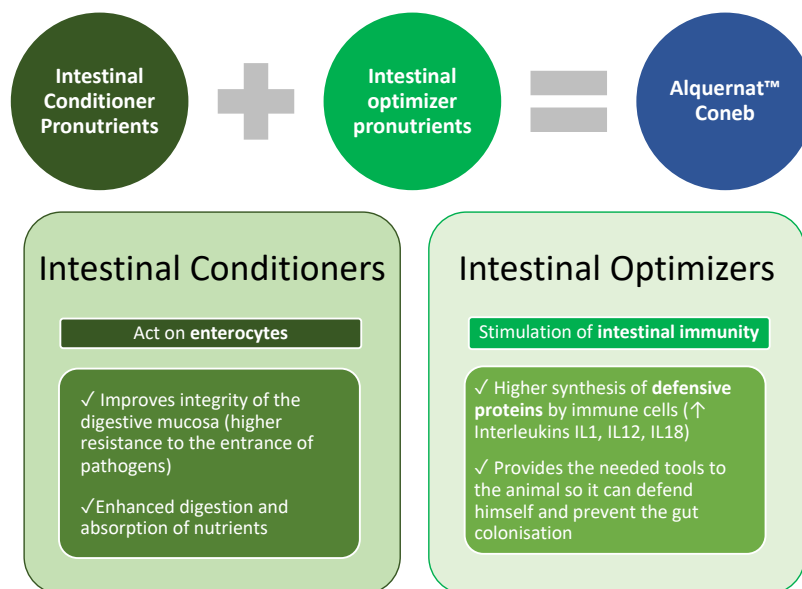 Intestinal
Conditioner
Pronutrients
Intestinal
optimizer
pronutrients
Alquernat™
Coneb
Intestinal Conditioners
Act on enterocytes
✓ Improves integrity of the
digestive mucosa (higher
resistance to the entrance of
pathogens)
✓Enhanced digestion and
absorption of nutrients
Intestinal Optimizers
Stimulation of intestinal immunity
✓ Higher synthesis of defensive
proteins by immune cells (↑
Interleukins IL1, IL12, IL18)
✓ Provides the needed tools to
the animal so it can defend
himself and prevent the gut
colonisation